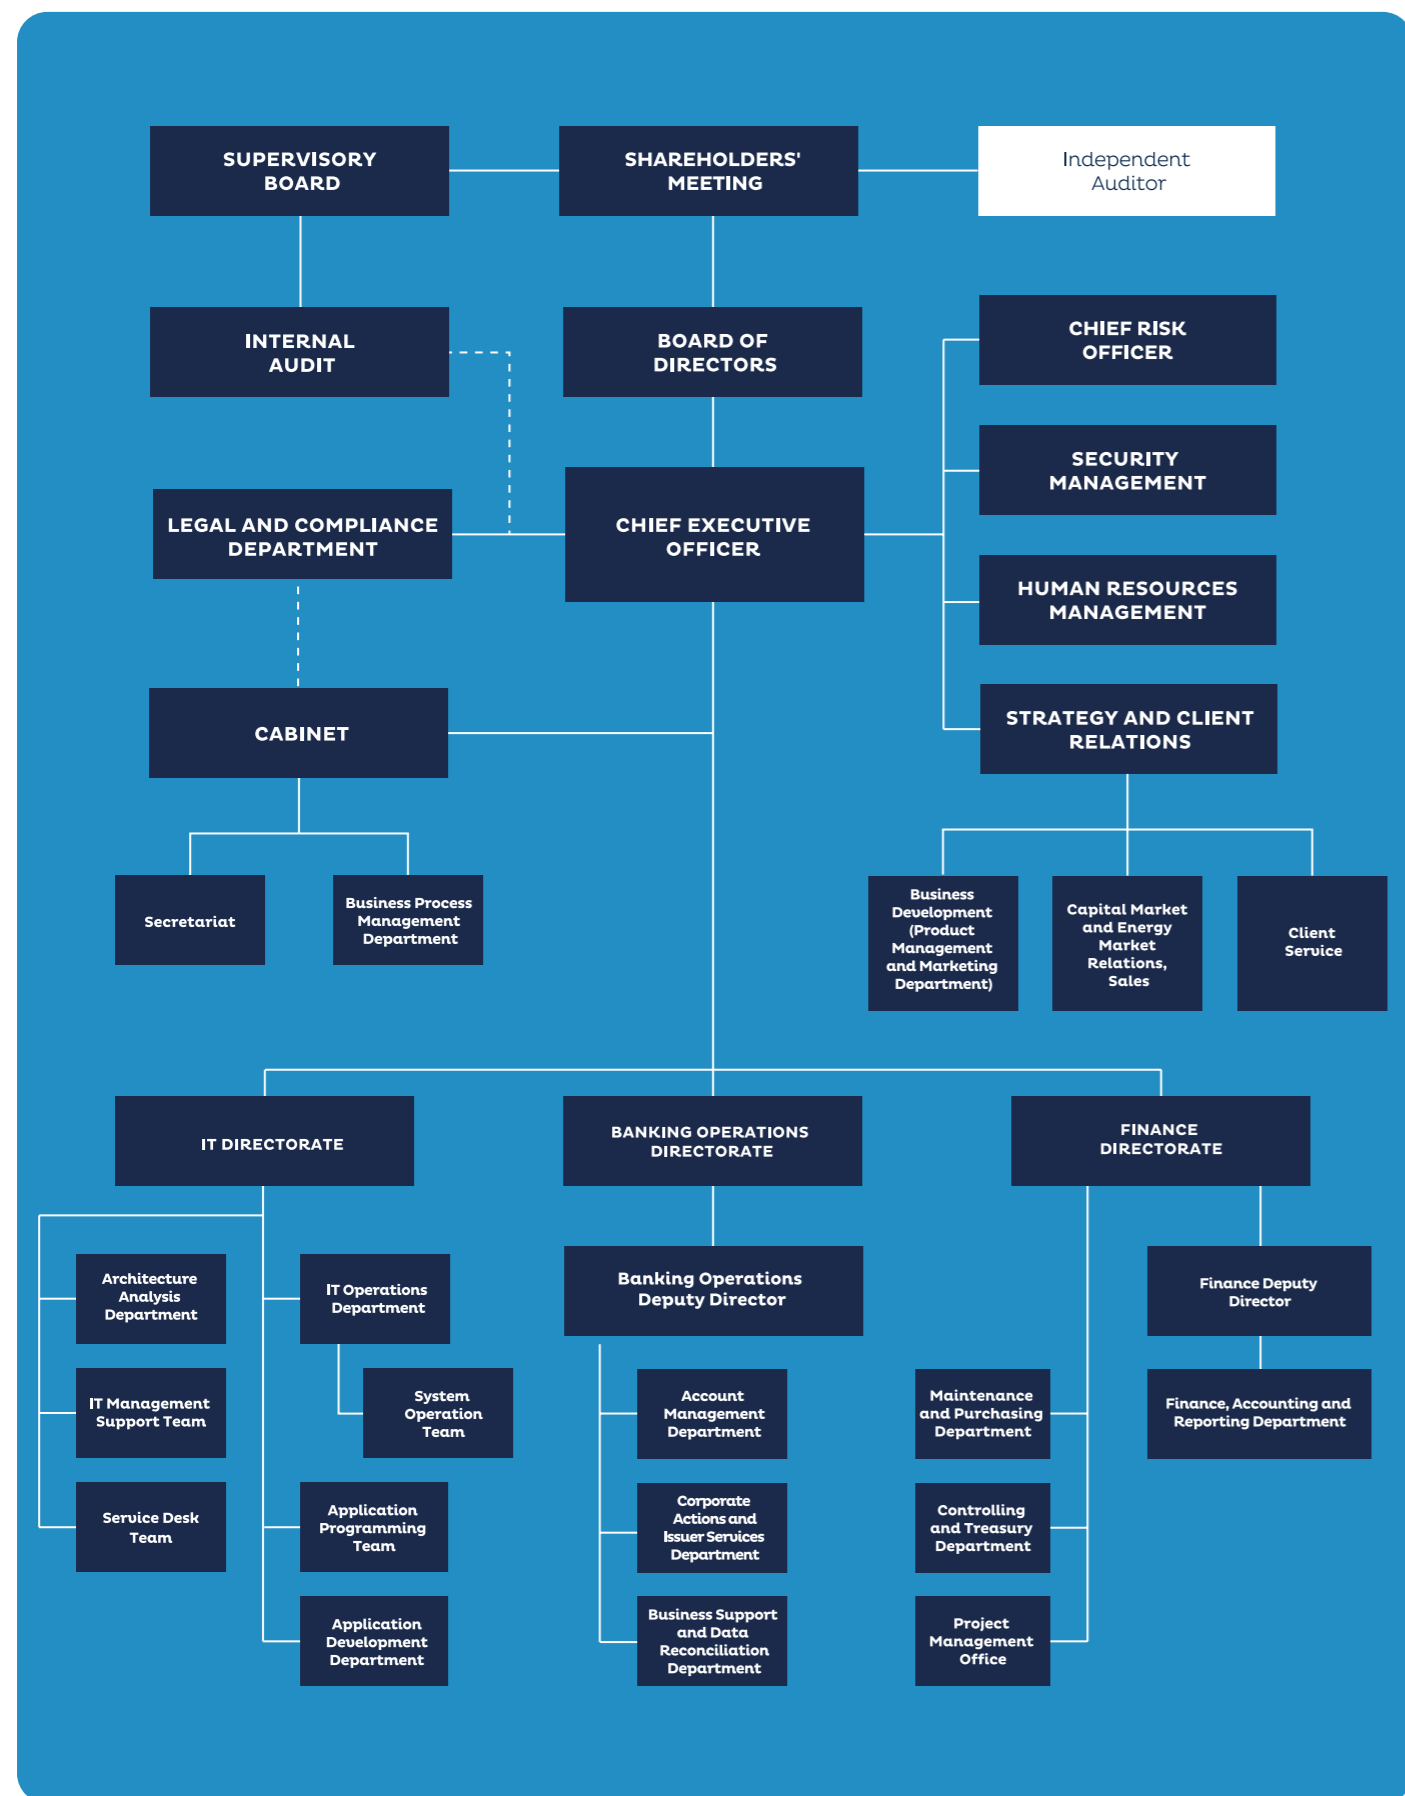 SUPERVISORY
BOARD
SHAREHOLDERS'
MEETING
Independent
Auditor
INTERNAL
AUDIT
BOARD OF
DIRECTORS
CHIEF RISK
OFFICER
SECURITY
MANAGEMENT
LEGAL AND COMPLIANCE
DEPARTMENT
CHIEF EXECUTIVE
OFFICER
HUMAN RESOURCES
MANAGEMENT
CABINET
STRATEGY AND CLIENT
RELATIONS
Secretariat
Business Process
Management
Department
Business
Development
(Product
Management
and Marketing
Department)
Capital Market
and Energy
Market
Relations,
Sales
Client
Service
IT DIRECTORATE
BANKING OPERATIONS
DIRECTORATE
FINANCE
DIRECTORATE
Architecture
Analysis
Department
IT Operations
Department
Banking Operations
Deputy Director
Finance Deputy
Director
IT Management
Support Team
System
Operation
Team
Account
Management
Department
Maintenance
and Purchasing
Department
Finance, Accounting and
Reporting Department
Service Desk
Team
Application
Programming
Team
Corporate
Actions and
Issuer Services
Department
Controlling
and Treasury
Department
Application
Development
Department
Business Support
and Data
Reconciliation
Department
Project
Management
Office